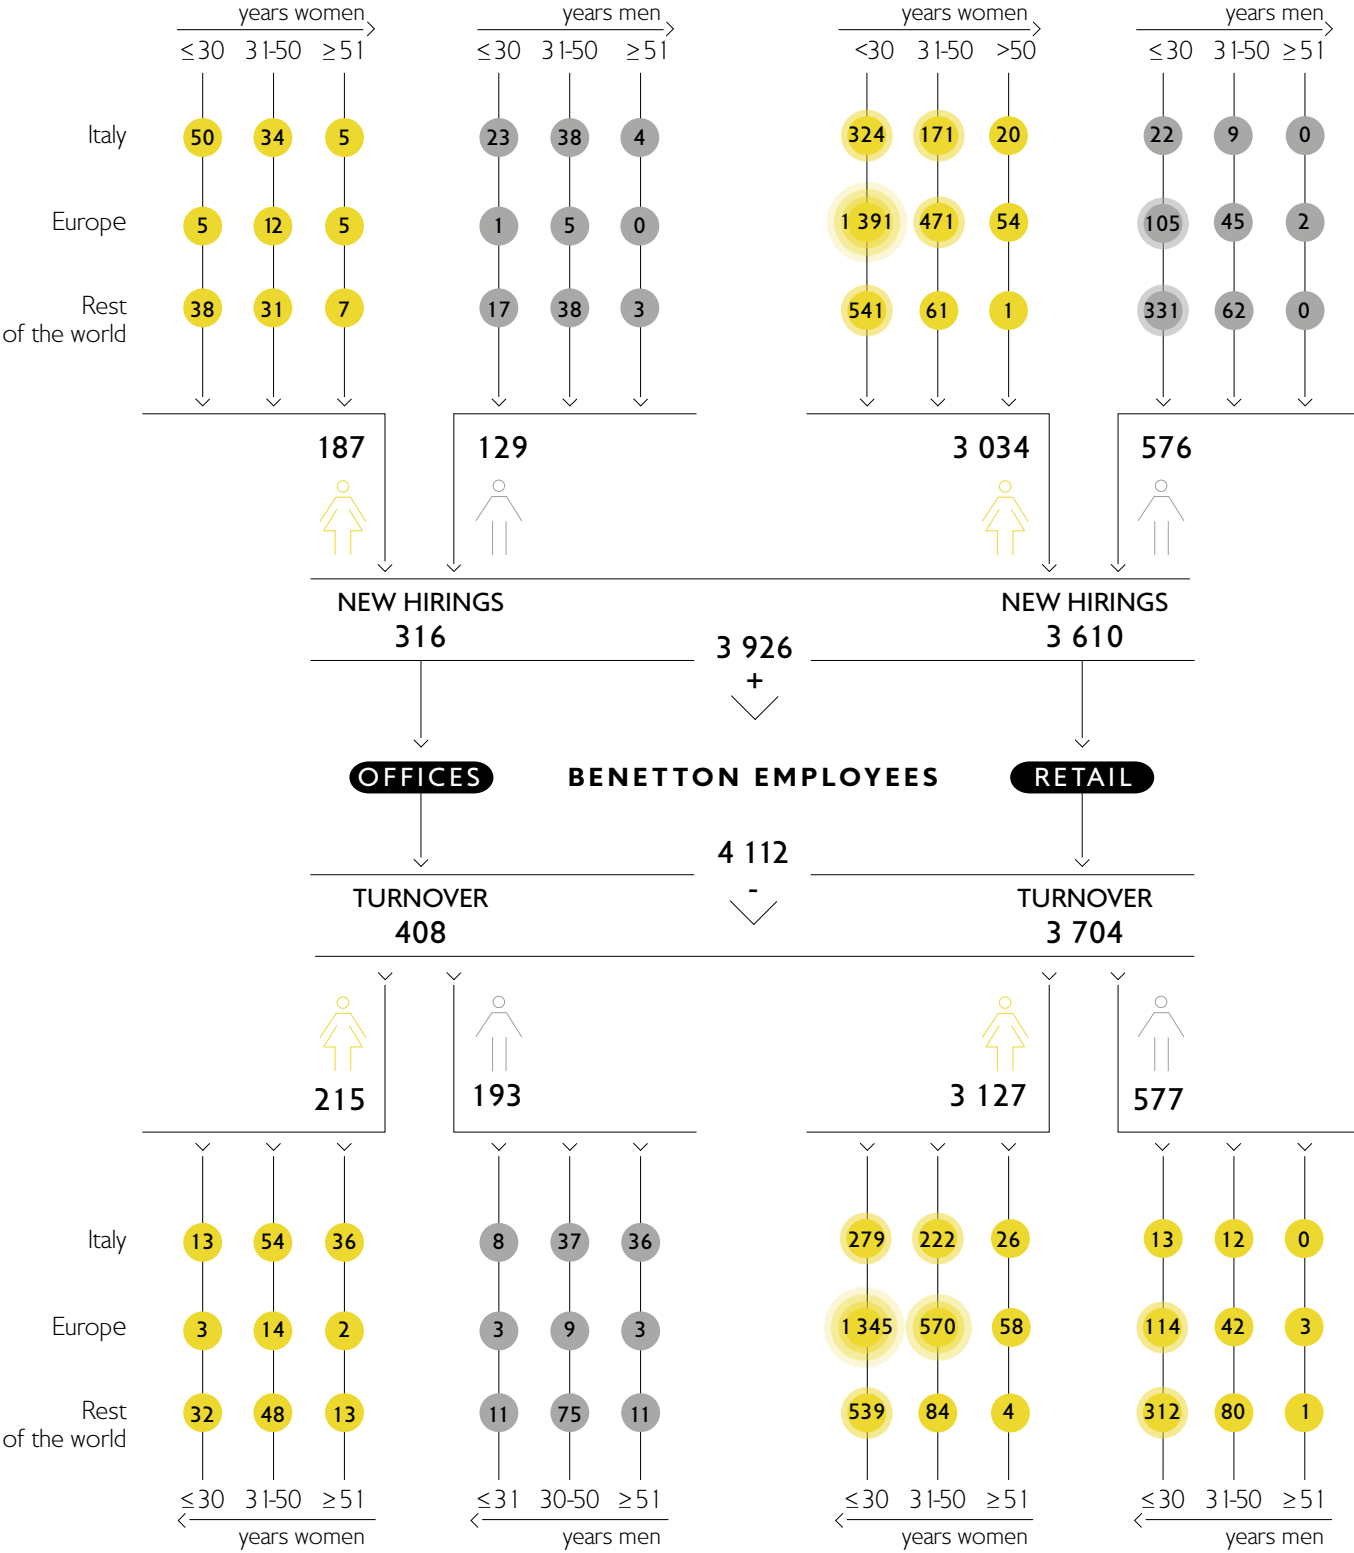 years women years men years women years men
≤30 31-50 ≥51 ≤30 31-50 ≥51 <30 31-50 >50 ≤30 31-50 ≥51
Italy 50 34 5 23 38 4 324 171 20 22 9 0
Europe 5 12 5 1 5 0 1 391 471 54 105 45 2
Rest
of the world 38 31 7 17 38 3 541 61 1 331 62 0
187 129 3 034 576
NEW HIRINGS NEW HIRINGS
316 3 610
3 926
+
OFFICES BENETTON EMPLOYEES RETAIL
4 112
-
TURNOVER TURNOVER
408 3 704
215 193 3 127 577
Italy 13 54 36 8 37 36 279 222 26 13 12 0
Europe 3 14 2 3 9 3 1 345 570 58 114 42 3
Rest
of the world 32 48 13 11 75 11 539 84 4 312 80 1
≤30 31-50 ≥51 ≤31 30-50 ≥51 ≤30 31-50 ≥51 ≤30 31-50 ≥51
years women years men years women years men